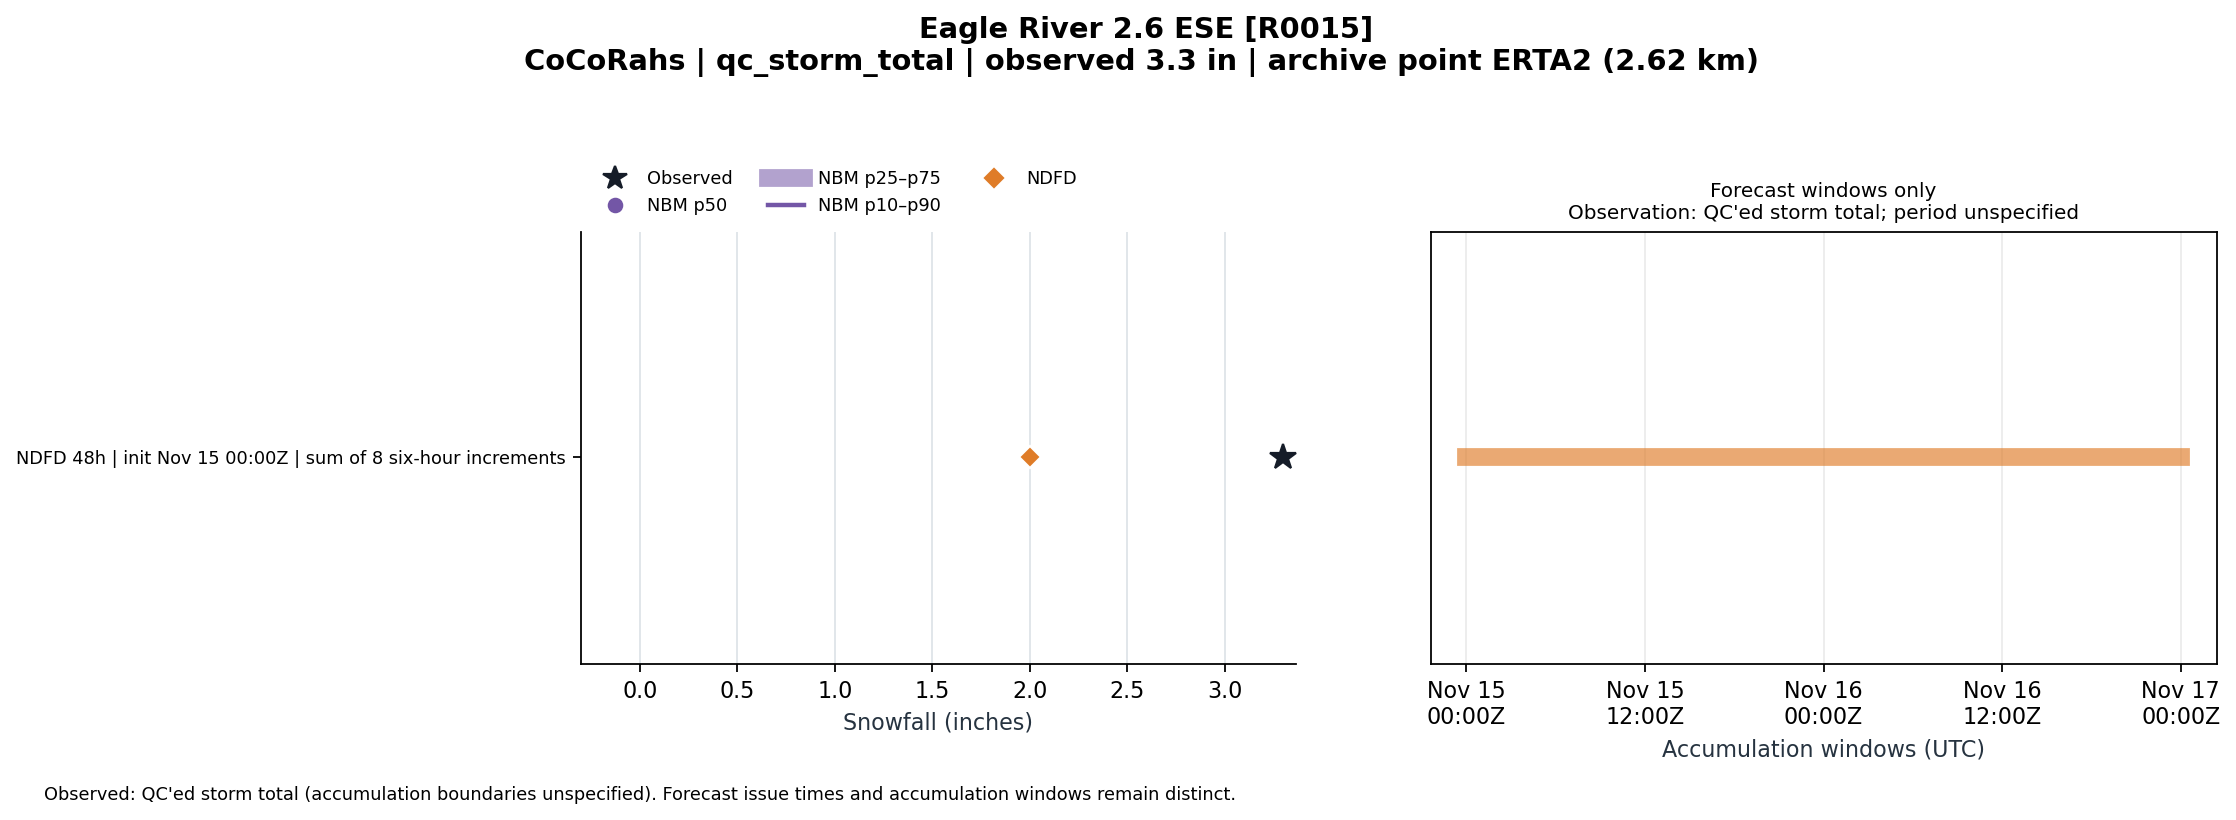 Eagle River 2.6 ESE [R0015]
CoCoRahs | qc_storm_total | observed 3.3 in | archive point ERTA2 (2.62 km)
Observed
NBM p50
NBM p25–p75
NBM p10–p90
NDFD
Forecast windows only
Observation: QC'ed storm total; period unspecified
NDFD 48h | init Nov 15 00:00Z | sum of 8 six-hour increments
0.0 0.5 1.0 1.5 2.0 2.5 3.0
Snowfall (inches)
Nov 15 Nov 15 Nov 16 Nov 16 Nov 17
00:00Z 12:00Z 00:00Z 12:00Z 00:00Z
Accumulation windows (UTC)
Observed: QC'ed storm total (accumulation boundaries unspecified). Forecast issue times and accumulation windows remain distinct.